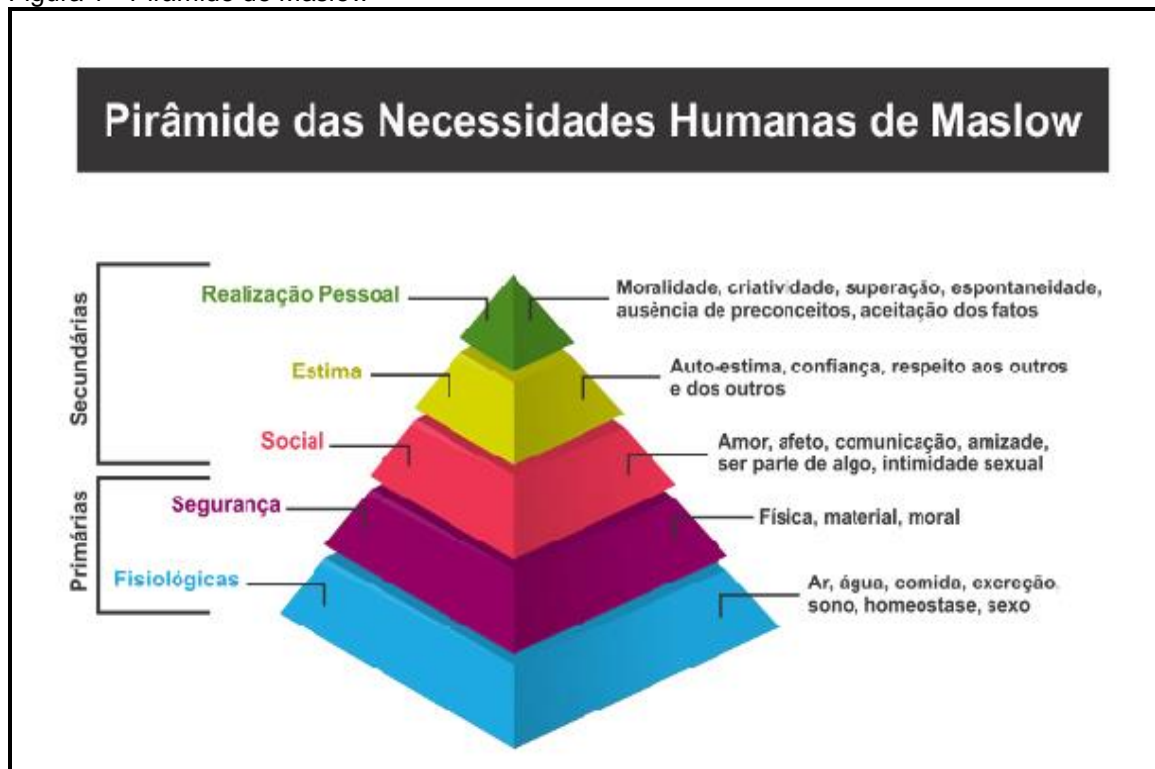 Pirâmide das Necessidades Humanas de Maslow
Secundárias
Realização Pessoal
Moralidade, criatividade, superação, espontaneidade,
ausência de preconceitos, aceitação dos fatos
Estima
Auto-estima, confiança, respeito aos outros
e dos outros
Social
Amor, afeto, comunicação, amizade,
ser parte de algo, intimidade sexual
Primárias
Segurança
Física, material, moral
Fisiológicas
Ar, água, comida, excreção,
sono, homeostase, sexo